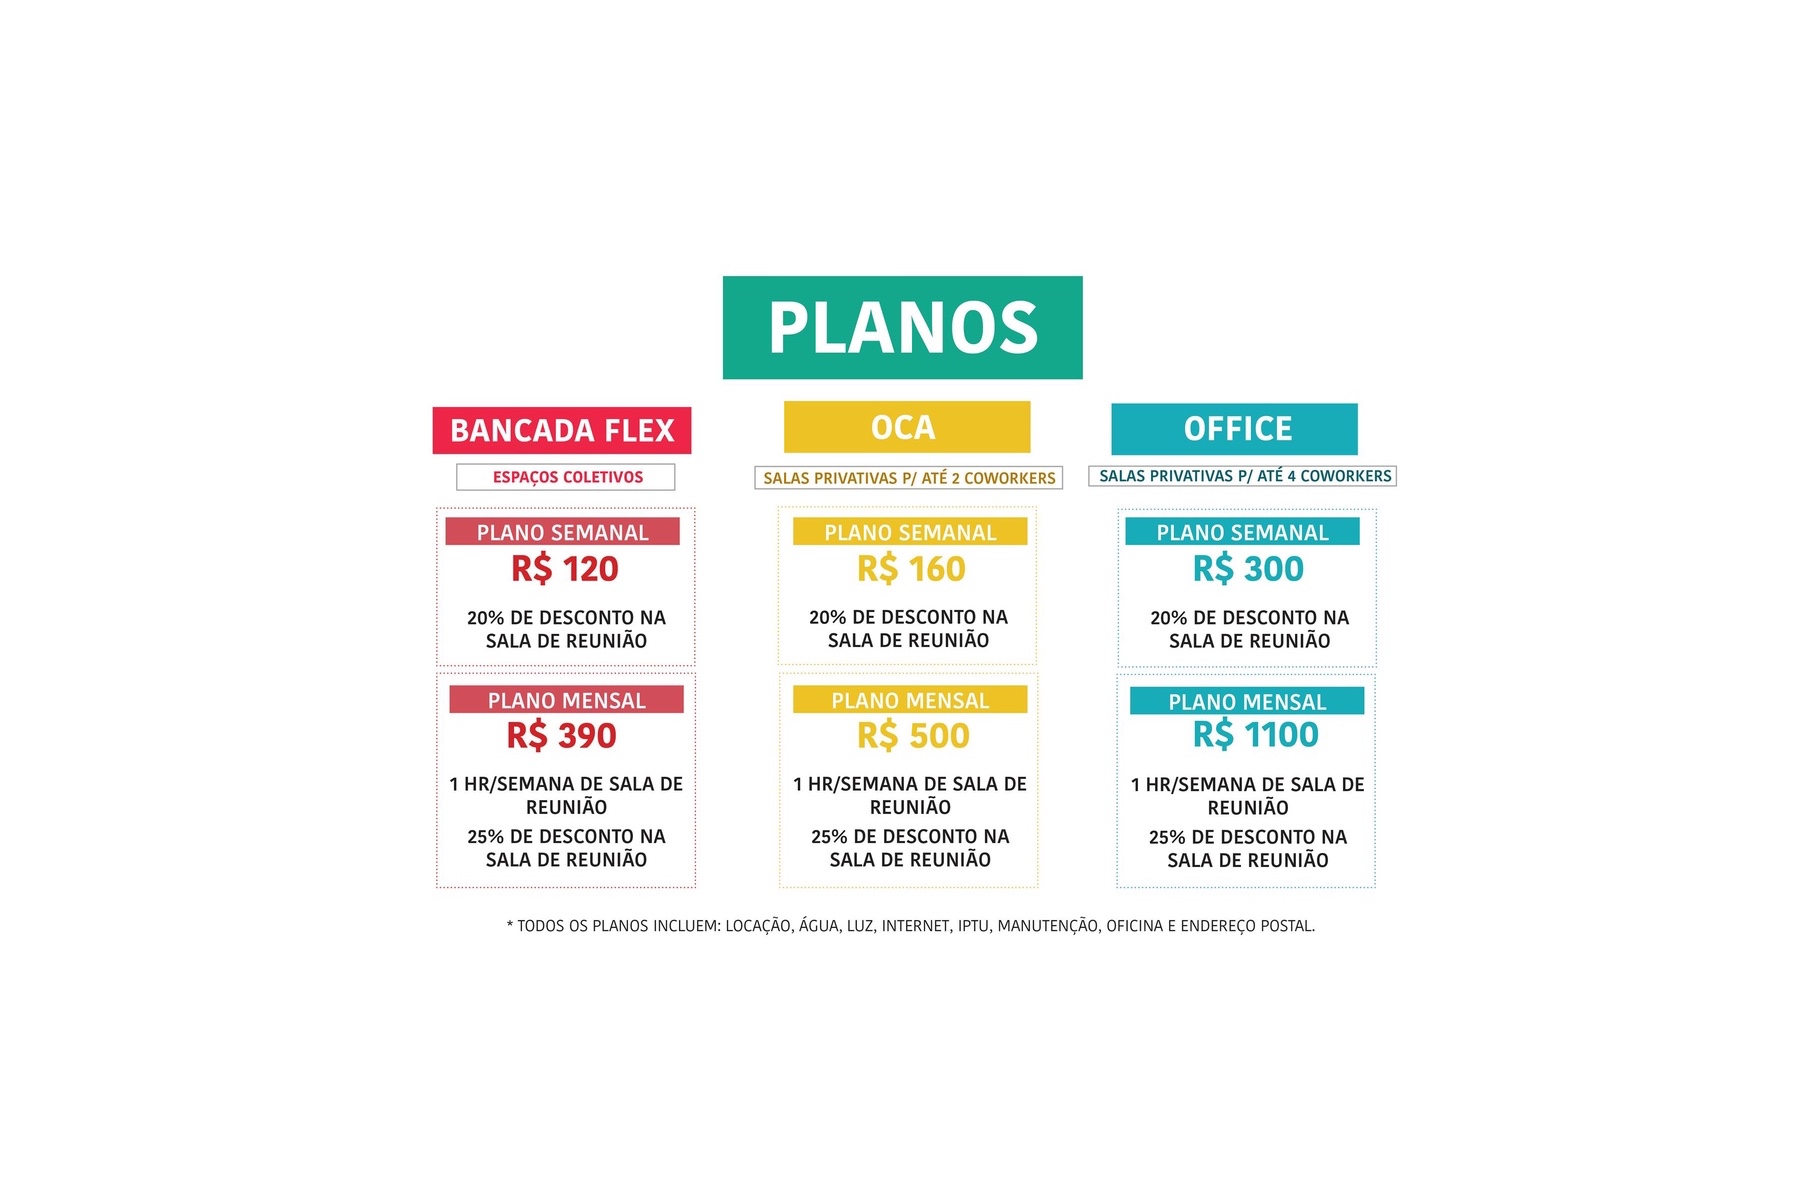 PLANOS
BANCADA FLEX
ESPAÇOS COLETIVOS
PLANO SEMANAL
R$ 120
20% DE DESCONTO NA
SALA DE REUNIÃO
PLANO MENSAL
R$ 390
1 HR/SEMANA DE SALA DE
REUNIÃO
25% DE DESCONTO NA
SALA DE REUNIÃO
OCA
SALAS PRIVATIVAS P/ ATÉ 2 COWORKERS
PLANO SEMANAL
R$ 160
20% DE DESCONTO NA
SALA DE REUNIÃO
PLANO MENSAL
R$ 500
1 HR/SEMANA DE SALA DE
REUNIÃO
25% DE DESCONTO NA
SALA DE REUNIÃO
OFFICE
SALAS PRIVATIVAS P/ ATÉ 4 COWORKERS
PLANO SEMANAL
R$ 300
20% DE DESCONTO NA
SALA DE REUNIÃO
PLANO MENSAL
R$ 1100
1 HR/SEMANA DE SALA DE
REUNIÃO
25% DE DESCONTO NA
SALA DE REUNIÃO
* TODOS OS PLANOS INCLUEM: LOCAÇÃO, ÁGUA, LUZ, INTERNET, IPTU, MANUTENÇÃO, OFICINA E ENDEREÇO POSTAL.